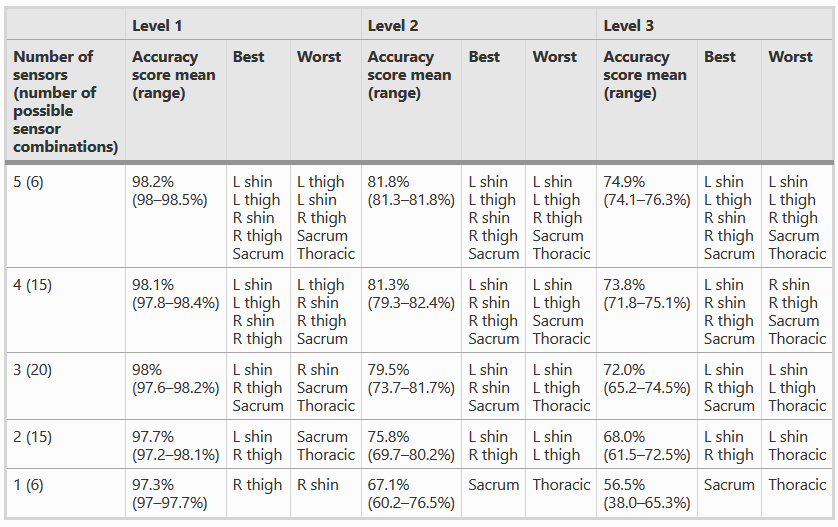 Level 1 Level 2 Level 3
Number of sensors (number of possible sensor combinations) Accuracy score mean (range) Best Worst Accuracy score mean (range) Best Worst Accuracy score mean (range) Best Worst
5 (6) 98.2% L shin L thigh 81.8% L shin L shin 74.9% L shin L shin
(98–98.5%) L thigh L shin (81.3–81.8%) L thigh L thigh (74.1–76.3%) L thigh L thigh
R shin R thigh R shin R thigh R shin R thigh
R thigh Sacrum R thigh Sacrum R thigh Sacrum
Sacrum Thoracic Sacrum Thoracic Sacrum Thoracic
4 (15) 98.1% L shin L thigh 81.3% L shin L shin 73.8% L shin R shin
(97.8–98.4%) L thigh R shin (79.3–82.4%) R shin L thigh (71.8–75.1%) R shin R thigh
R shin R thigh R thigh Sacrum R thigh Sacrum
R thigh Sacrum Sacrum Thoracic Sacrum Thoracic
3 (20) 98% L shin R shin 79.5% L shin L shin 72.0% L shin L shin
(97.6–98.2%) R thigh Sacrum (73.7–81.7%) R shin L thigh (65.2–74.5%) R thigh L thigh
Sacrum Thoracic Sacrum Thoracic Sacrum Thoracic
2 (15) 97.7% L shin Sacrum 75.8% L shin L shin 68.0% L shin L shin
(97.2–98.1%) R thigh Thoracic (69.7–80.2%) R thigh L thigh (61.5–72.5%) R thigh Thoracic
1 (6) 97.3% R thigh R shin 67.1% Sacrum Thoracic 56.5% Sacrum Thoracic
(97–97.7%) (60.2–76.5%) (38.0–65.3%)